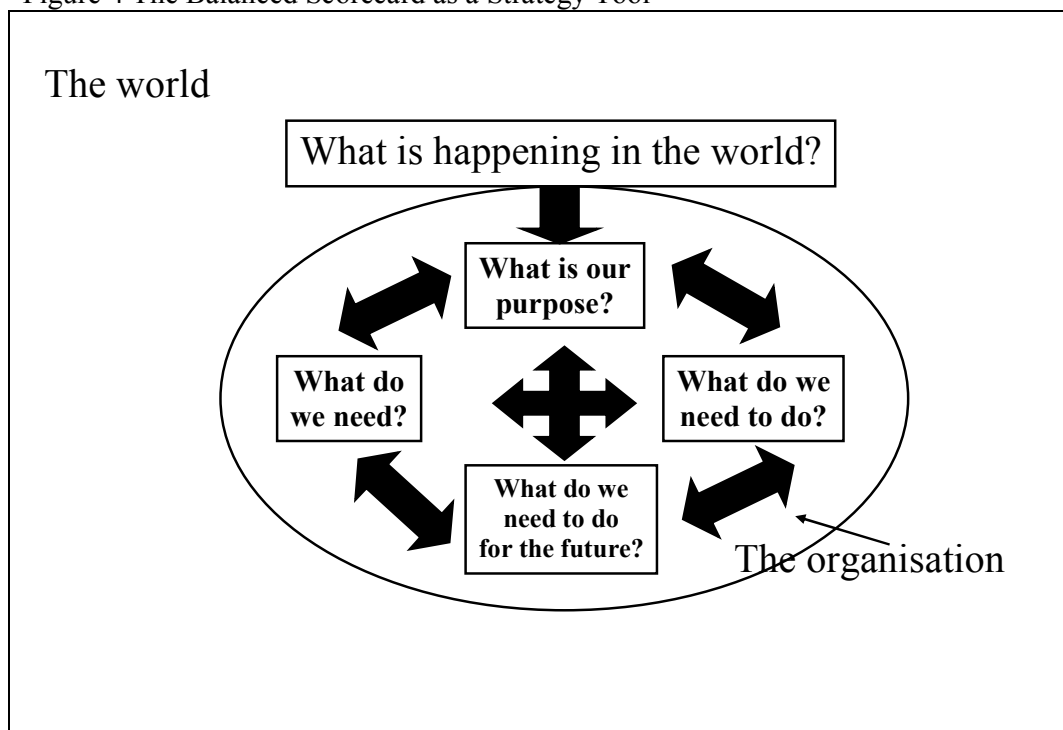 Figure 4 The Balanced Scorecard as a Strategy Tool
The world
What is happening in the world?
What is our
purpose?
What do
we need?
What do we
need to do?
What do we
need to do
for the future?
The organisation